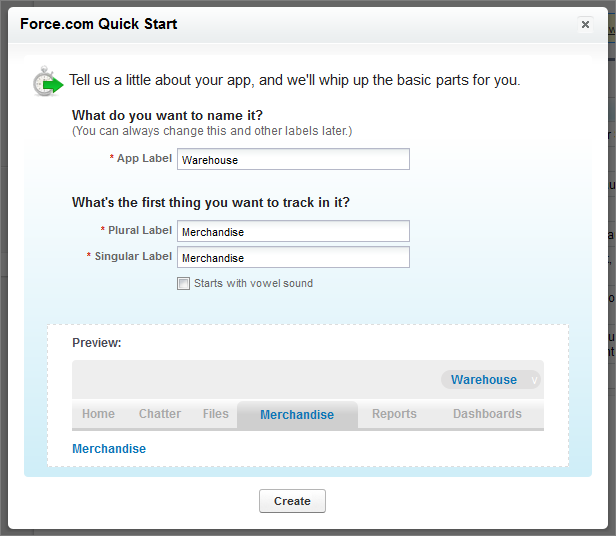 Force.com Quick Start
Tell us a little about your app, and we'll whip up the basic parts for you.
What do you want to name it?
(You can always change this and other labels later.)
* App Label Warehouse
What's the first thing you want to track in it?
* Plural Label Merchandise
* Singular Label Merchandise
Starts with vowel sound
Preview:
Warehouse
Home Chatter Files Merchandise Reports Dashboards
Merchandise
Create